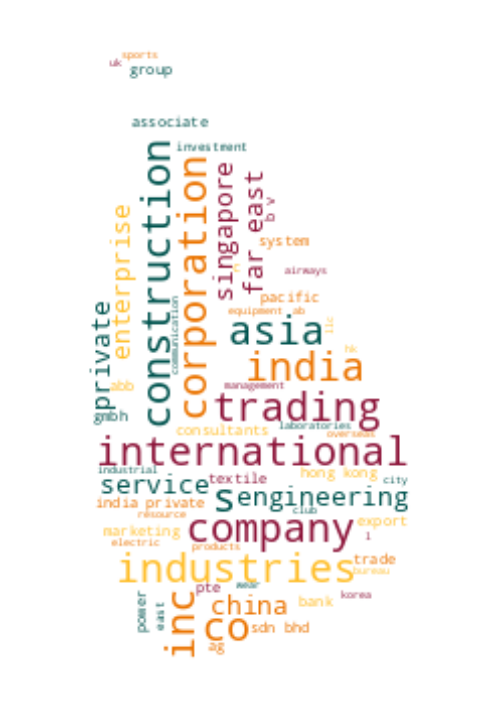 sports
uk
group
associate
investment
construction
corporation
singapore
far east
b v
enterprise
system
airways
pacific
equipment
ab
llc
communication
private
asia
hk
india
abb
management
gmbh
trading
laboratories
consultants
overseas
international
industrial
hong kong
service
textile
city
s
engineering
india private
club
resource
company
export
marketing
l
electric
products
trade
industries
bureau
wear
pte
korea
power
east
inc
china
bank
co
sdn bhd
ag